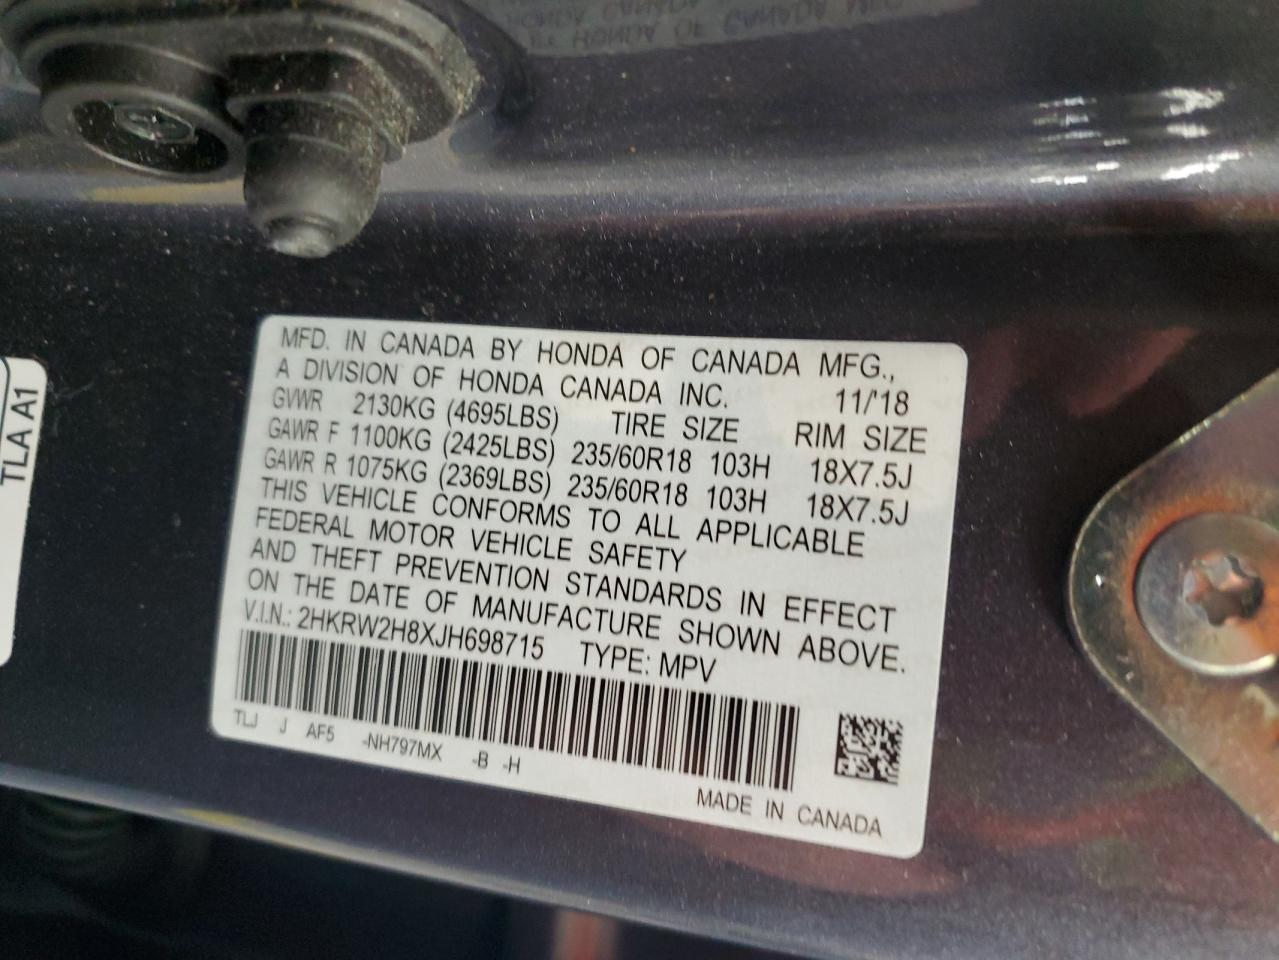 MFD. IN CANADA BY HONDA OF CANADA MFG.,
A DIVISION OF HONDA CANADA INC. 11/'18
GVWR 2130KG (4695LBS) TIRE SIZE RIM SIZE
GAWR F 1100KG (2425LBS) 235/60R18 103H 18X7.5J
GAWR R 1075KG (2369LBS) 235/60R18 103H 18X7.5J
THIS VEHICLE CONFORMS TO ALL APPLICABLE
FEDERAL MOTOR VEHICLE SAFETY
AND THEFT PREVENTION STANDARDS IN EFFECT
ON THE DATE OF MANUFACTURE SHOWN ABOVE.
V.I.N.: 2HKRW2H8XJH698715 TYPE: MPV
TLJ J AF5 -NH797MX -B -H
MADE IN CANADA
TLA A1